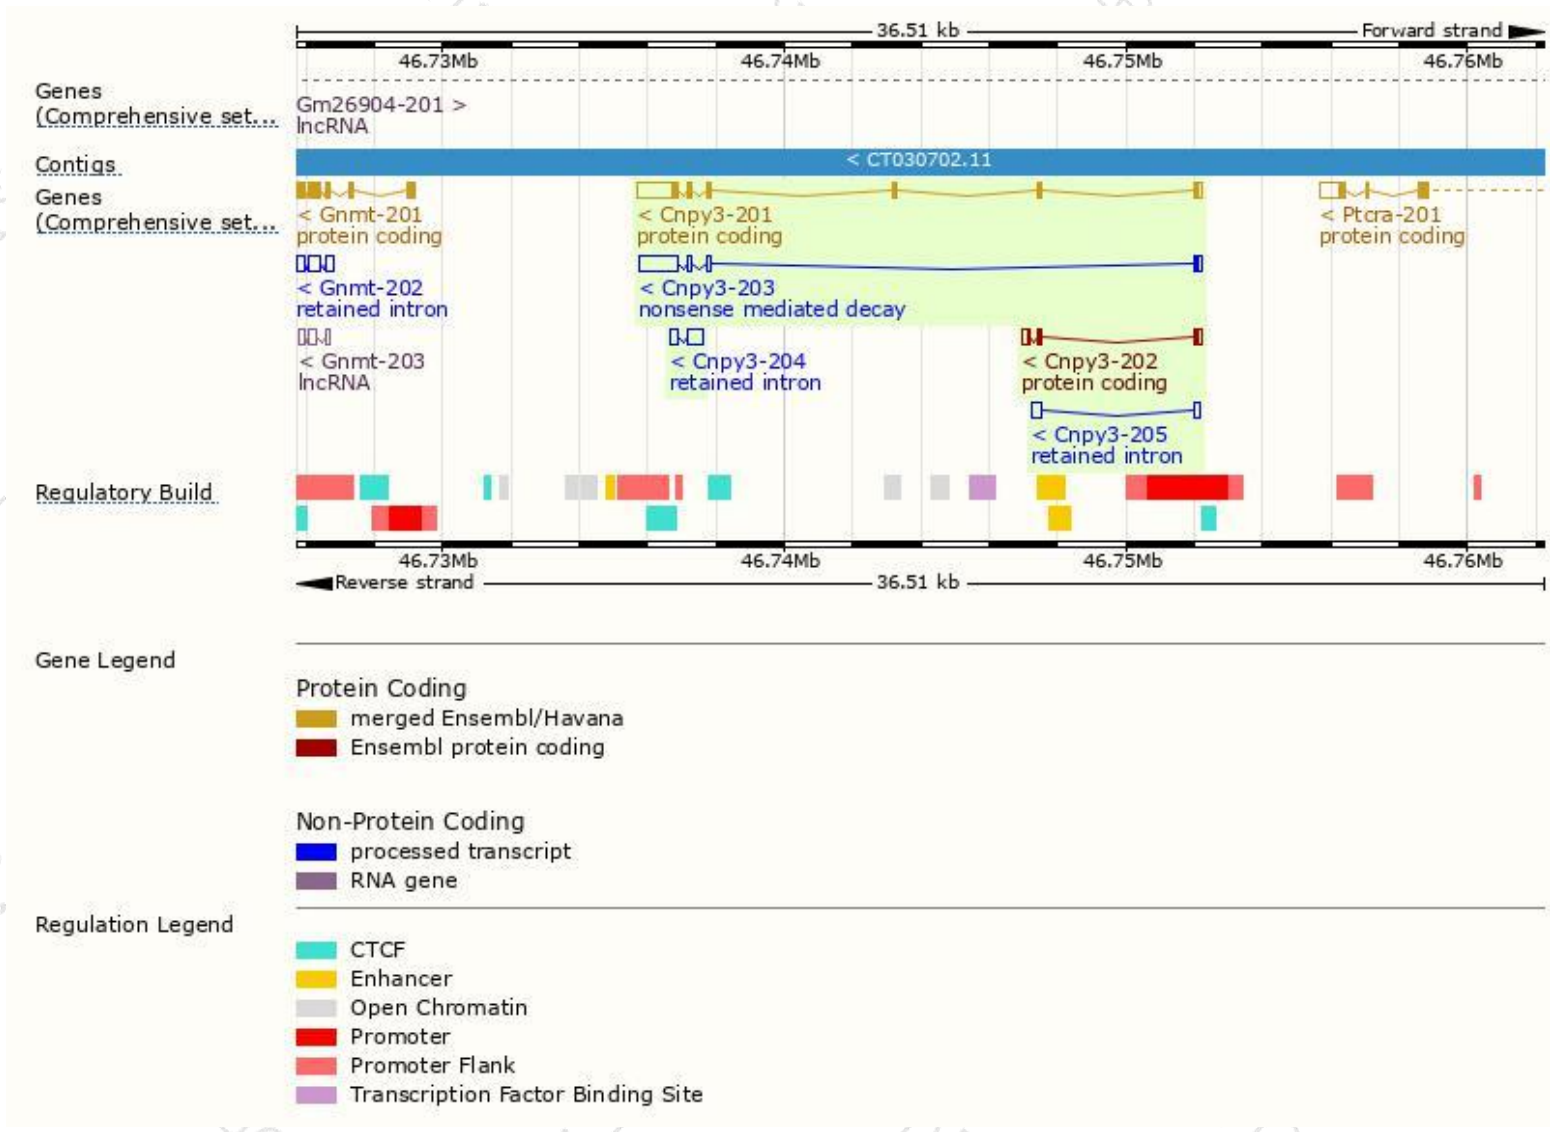 36.51 kb Forward strand
46.73Mb 46.74Mb 46.75Mb 46.76Mb
Genes
(Comprehensive set...
Gm26904-201 >
lncRNA
Contigs
< CT030702.11
Genes
(Comprehensive set...
< Gnmt-201 < Cnpy3-201 < Ptcra-201
protein coding protein coding protein coding
< Gnmt-202 < Cnpy3-203
retained intron nonsense mediated decay
< Gnmt-203 < Cnpy3-204 < Cnpy3-202
lncRNA retained intron protein coding
< Cnpy3-205
retained intron
Regulatory Build
46.73Mb 46.74Mb 46.75Mb 46.76Mb
Reverse strand 36.51 kb
Gene Legend
Protein Coding
merged Ensembl/Havana
Ensembl protein coding
Non-Protein Coding
processed transcript
RNA gene
Regulation Legend
CTCF
Enhancer
Open Chromatin
Promoter
Promoter Flank
Transcription Factor Binding Site